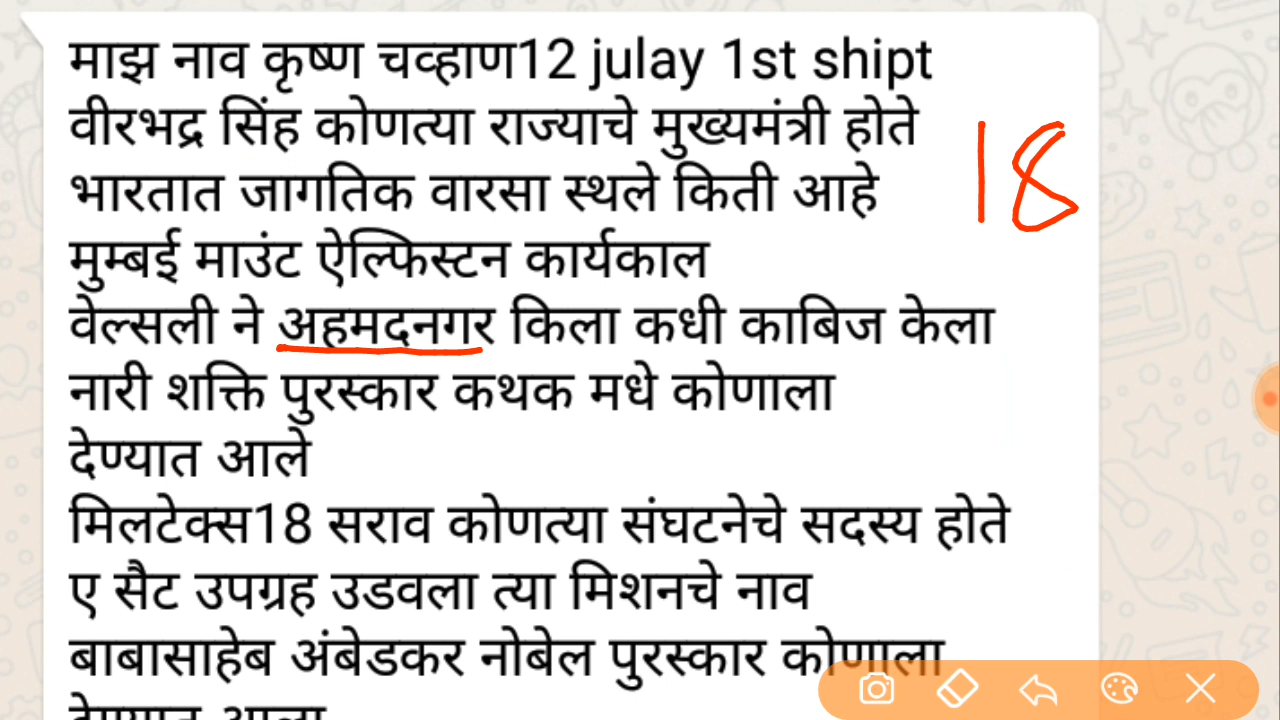 माझ नाव कृष्ण चव्हाण12 julay 1st shipt
वीरभद्र सिंह कोणत्या राज्याचे मुख्यमंत्री होते
18
भारतात जागतिक वारसा स्थले किती आहे
मुम्बई माउंट ऐल्फिस्टन कार्यकाल
वेल्सली ने अहमदनगर किला कधी काबिज केला
नारी शक्ति पुरस्कार कथक मधे कोणाला
देण्यात आले
मिलटेक्स18 सराव कोणत्या संघटनेचे सदस्य होते
ए सैट उपग्रह उडवला त्या मिशनचे नाव
बाबासाहेब अंबेडकर नोबेल पुरस्कार कोणाला